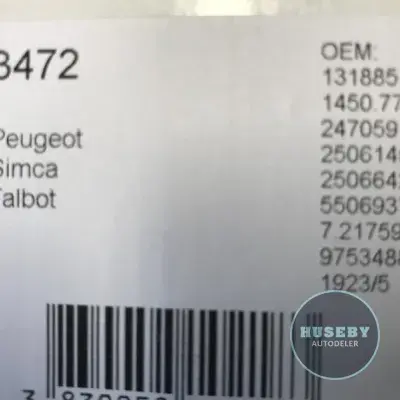 3472
Peugeot
Simca
Talbot
OEM:
131885
1450.77
247059
250614
250664
550693
7.21759
975348
1923/5
HUSEBY
AUTODELER